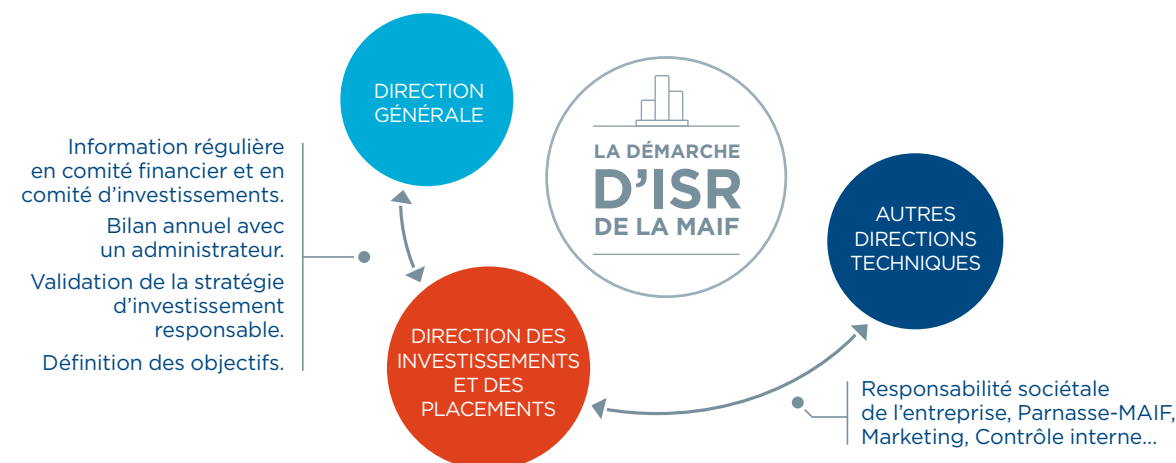 DIRECTION
GÉNÉRALE
LA DÉMARCHE
D'ISR
DE LA MAIF
Information régulière
en comité financier et en
comité d'investissements.
Bilan annuel avec
un administrateur.
Validation de la stratégie
d'investissement
responsable.
Définition des objectifs.
AUTRES
DIRECTIONS
TECHNIQUES
DIRECTION DES
INVESTISSEMENTS
ET DES
PLACEMENTS
Responsabilité sociétale
de l'entreprise, Parnasse-MAIF,
Marketing, Contrôle interne...